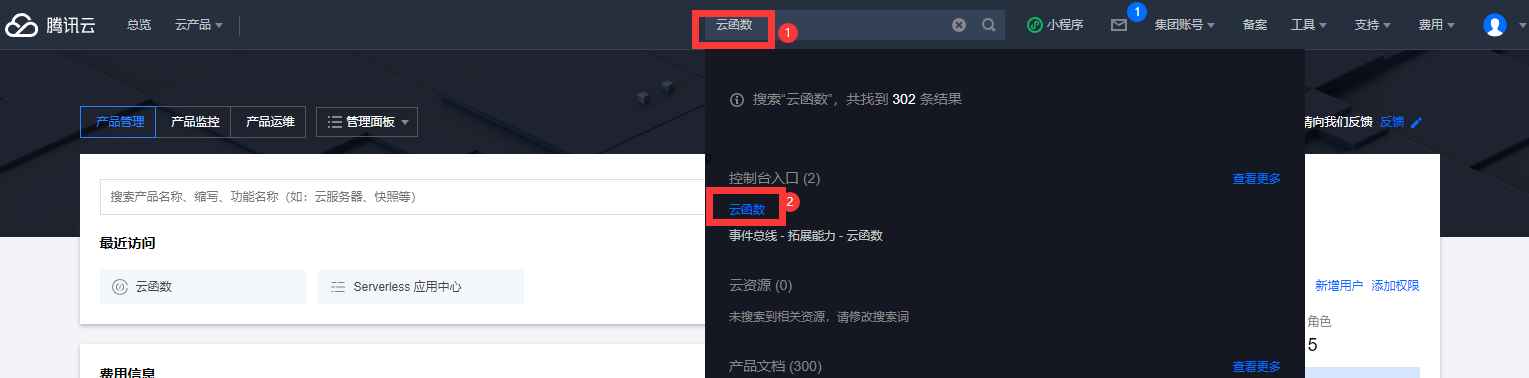 腾讯云 总览 云产品 云函数 1 小程序 1 集团账号 备案 工具 支持 费用
搜索“云函数”，共找到 302 条结果
产品管理 产品监控 产品运维 管理面板 请向我们反馈 反馈
控制台入口 (2) 查看更多
搜索产品名称、缩写、功能名称（如：云服务器、快照等）
云函数 2
事件总线 - 拓展能力 - 云函数
最近访问
云函数 Serverless 应用中心
云资源 (0)
新增用户 添加权限
未搜索到相关资源，请修改搜索词
角色
5
产品文档 (300) 查看更多
费用信息